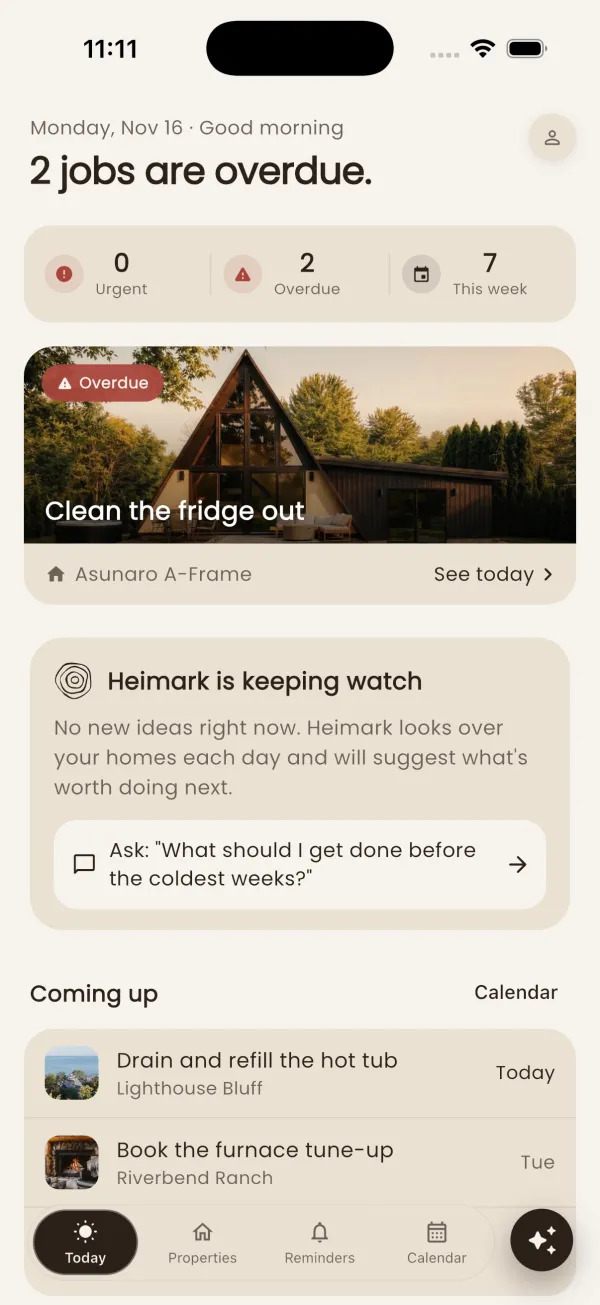 11:11
Monday, Nov 16 · Good morning
2 jobs are overdue.
0
Urgent
2
Overdue
7
This week
Overdue
Clean the fridge out
Asunaro A-Frame
See today
Heimark is keeping watch
No new ideas right now. Heimark looks over
your homes each day and will suggest what's
worth doing next.
Ask: "What should I get done before
the coldest weeks?"
Coming up
Calendar
Drain and refill the hot tub
Lighthouse Bluff
Today
Book the furnace tune-up
Riverbend Ranch
Tue
Today
Properties
Reminders
Calendar